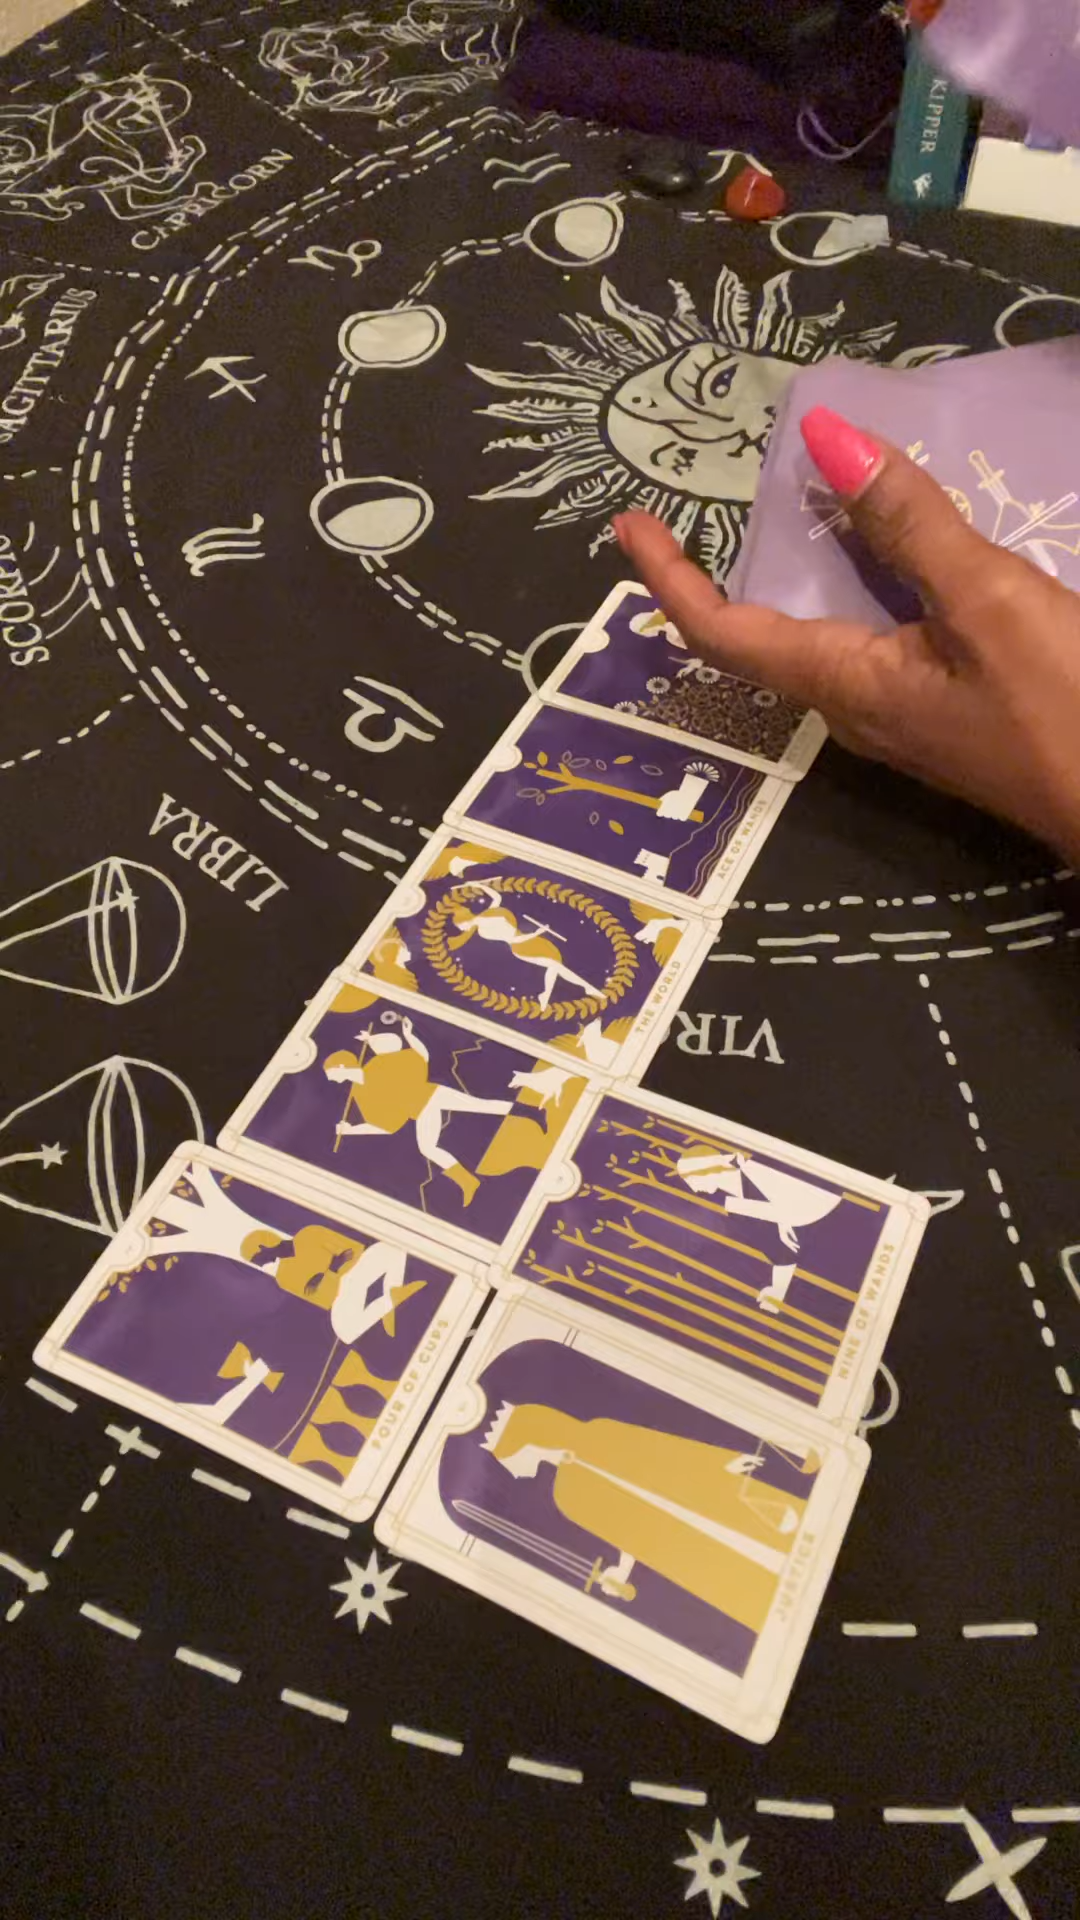 KIPPER
CAPRICORN
SAGITTARIUS
SCORPIO
ACE OF WANDS
LIBRA
THE WORLD
VIRGO
NINE OF WANDS
FOUR OF CUPS
JUSTICE